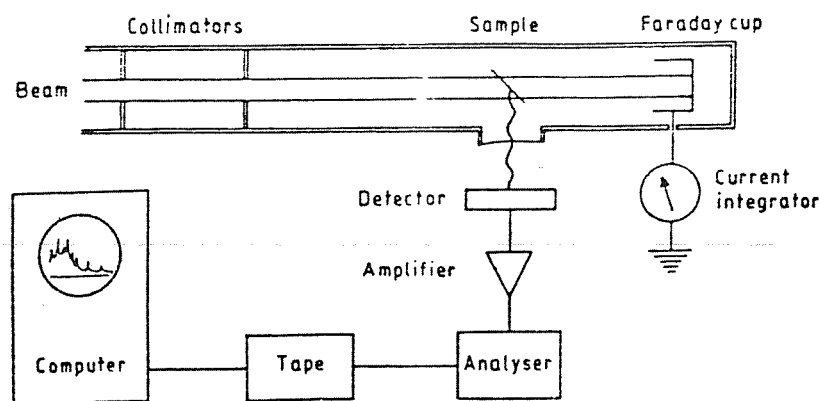 Collimators
Sample
Faraday cup
Beam
Detector
Current
integrator
Amplifier
Computer
Tape
Analyser